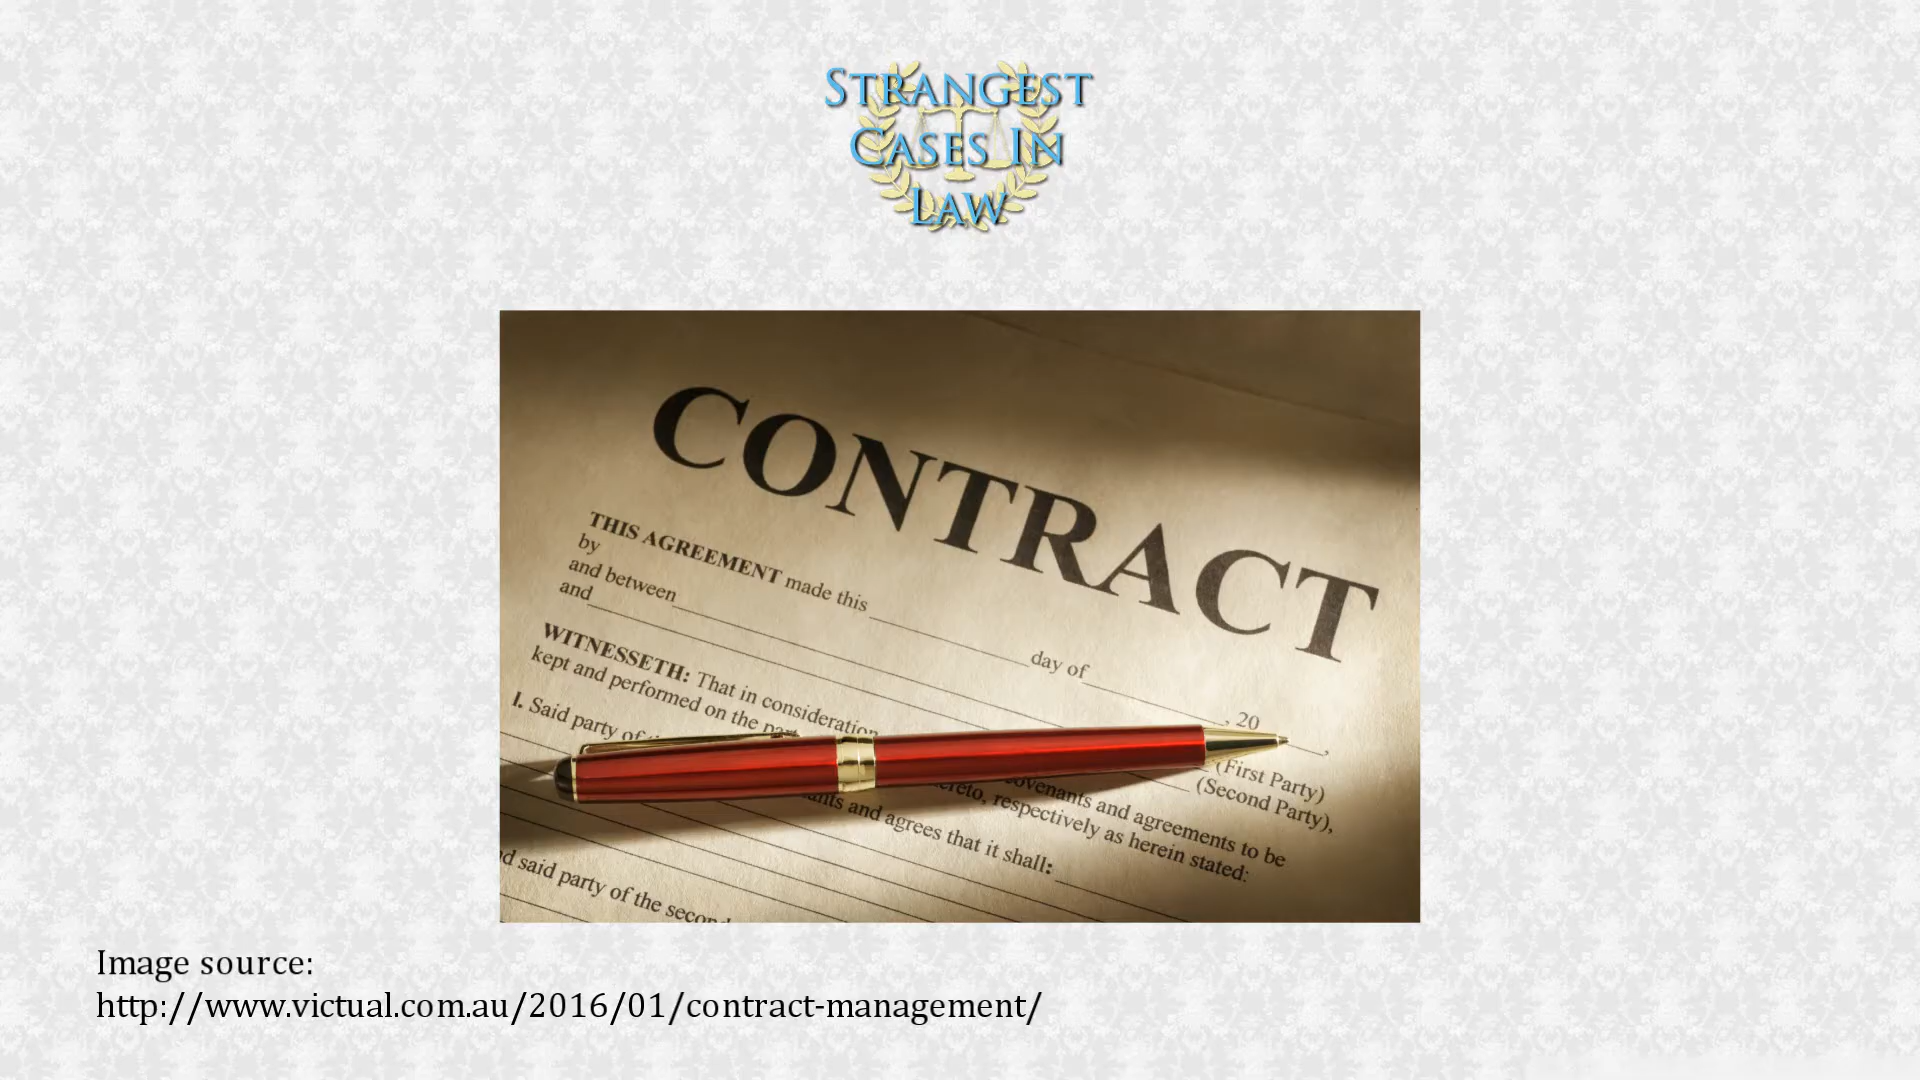 STRANGEST
CASES IN
LAW
CONTRACT
THIS AGREEMENT made this day of , 20 ,
by
and between (First Party)
and (Second Party),
WITNESSETH: That in consideration covenants and agreements to be
kept and performed on the respectively as herein stated:
I. Said party of and agrees that it shall:
said party of the
Image source:
http://www.victual.com.au/2016/01/contract-management/